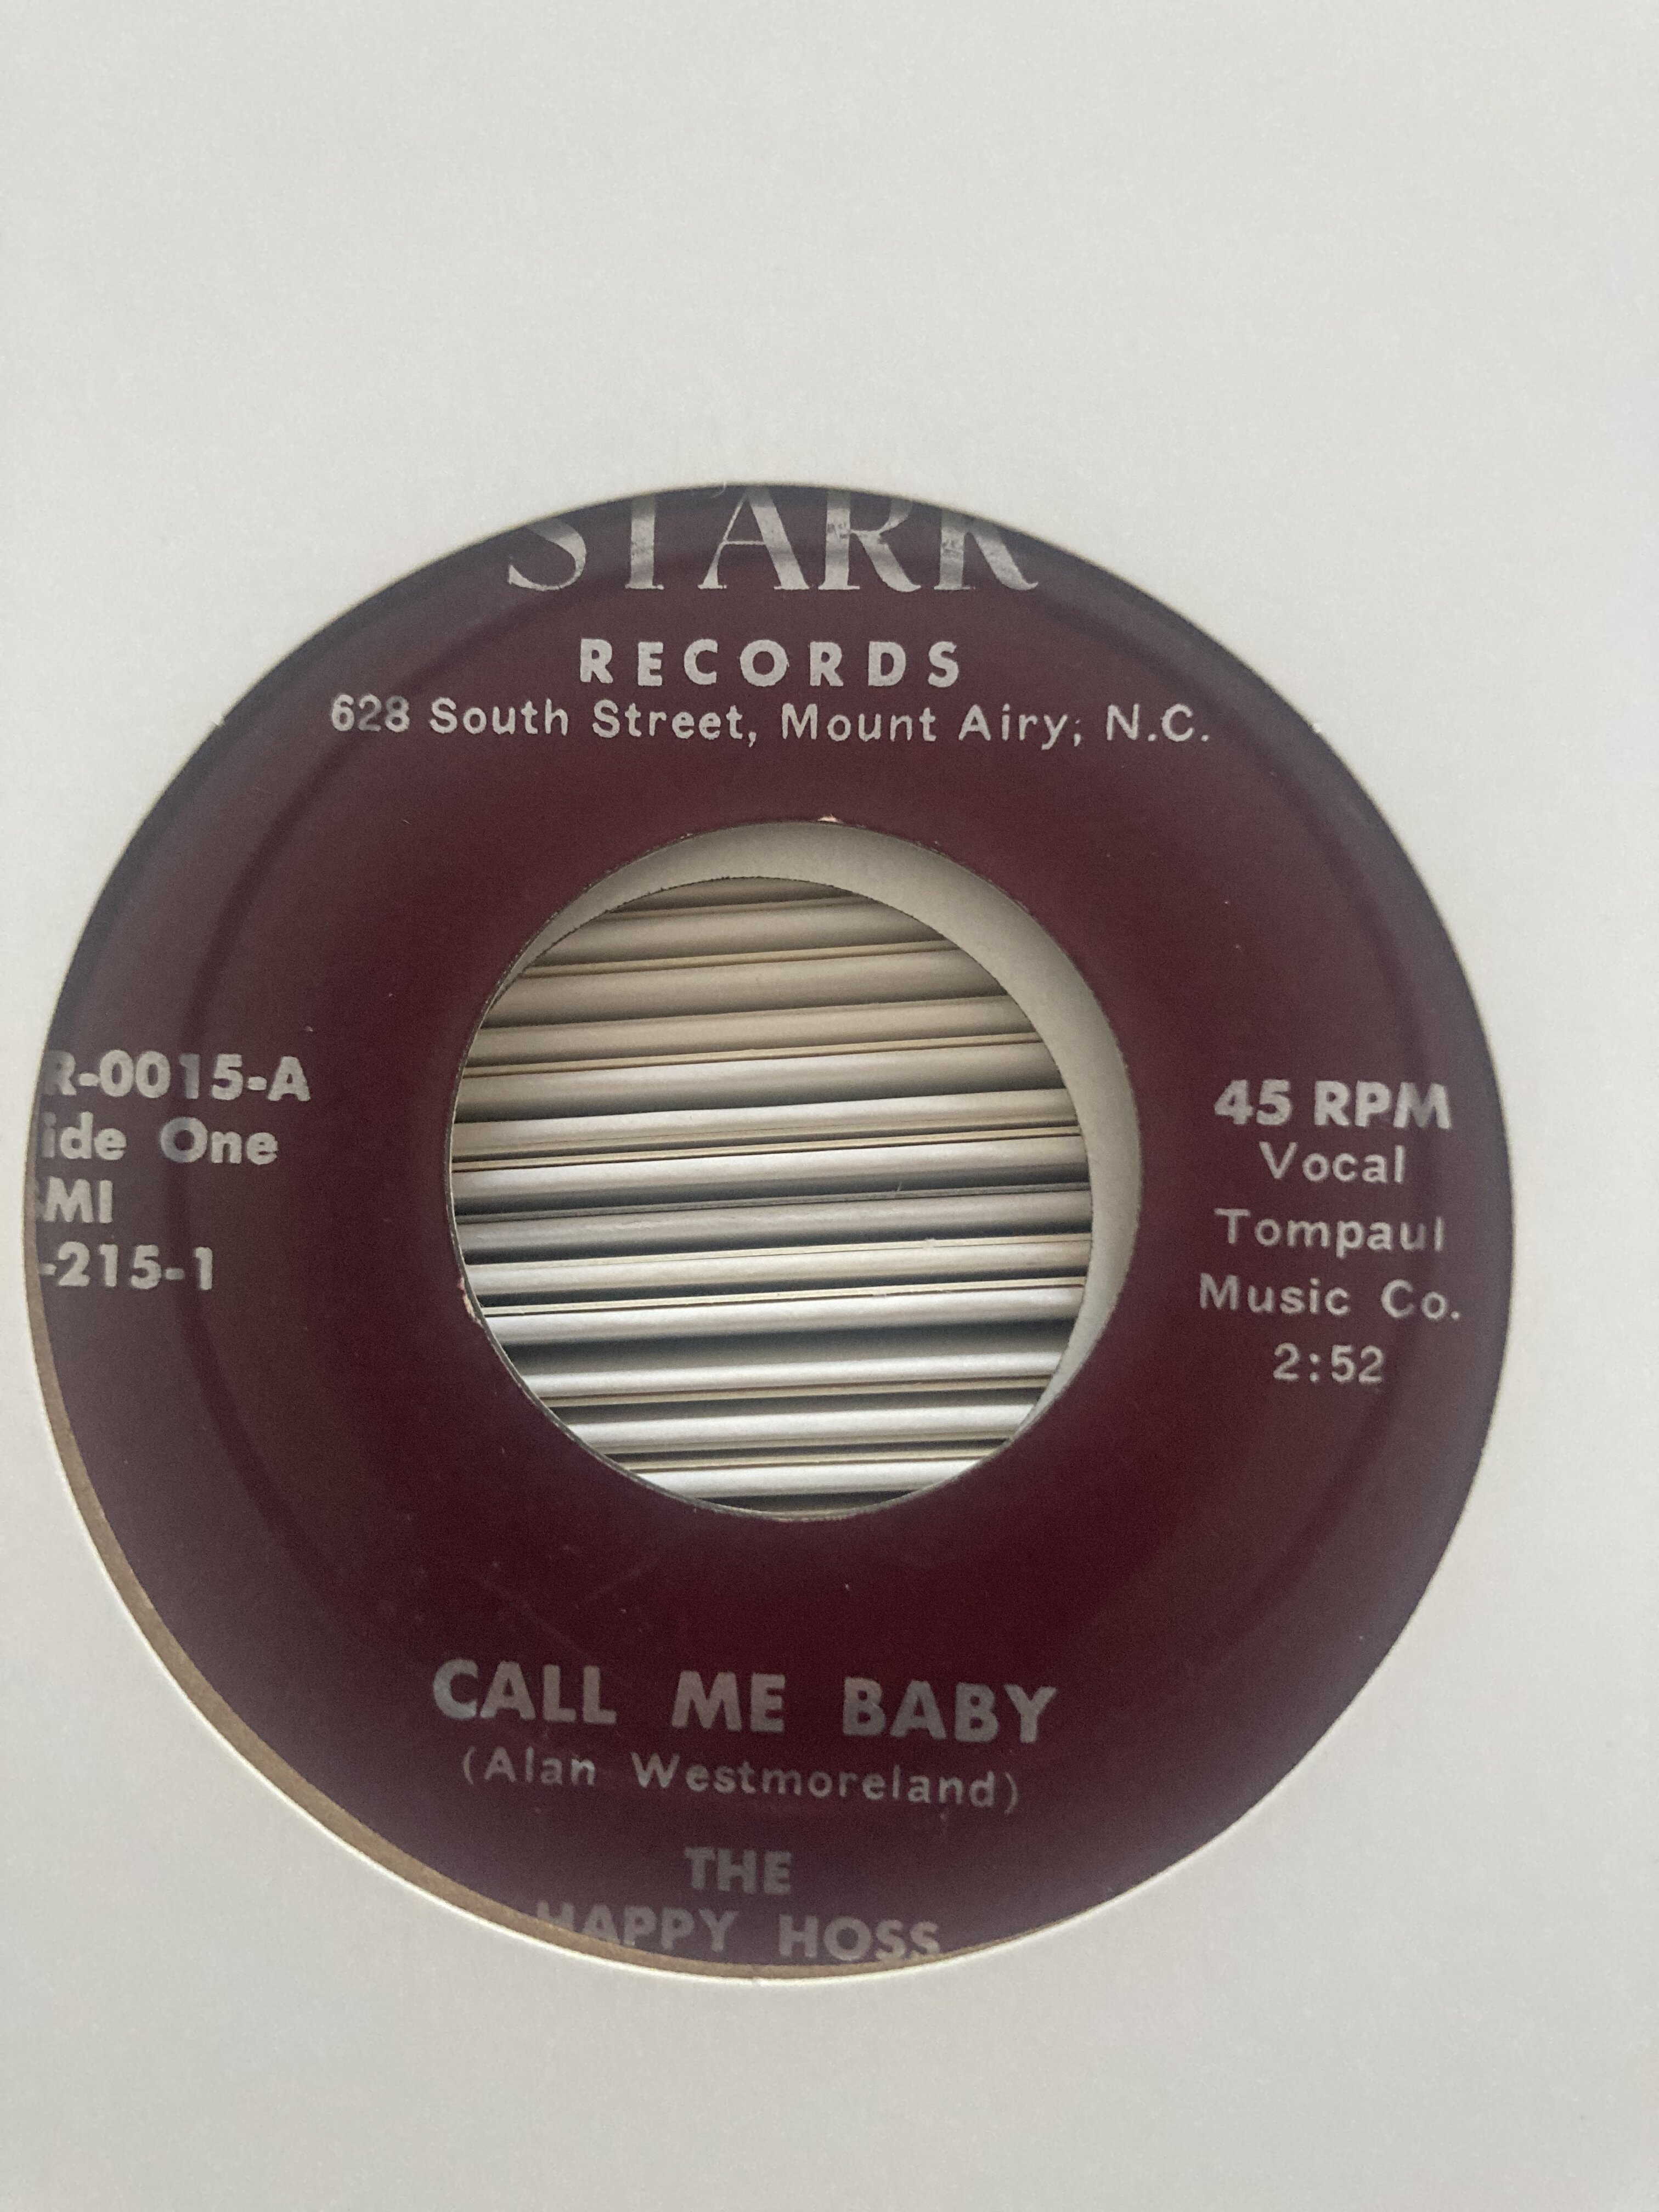 STARK
RECORDS
628 South Street, Mount Airy, N.C.
R-0015-A
ide One
MI
-215-1
45 RPM
Vocal
Tompaul
Music Co.
2:52
CALL ME BABY
(Alan Westmoreland)
THE
HAPPY HOSS